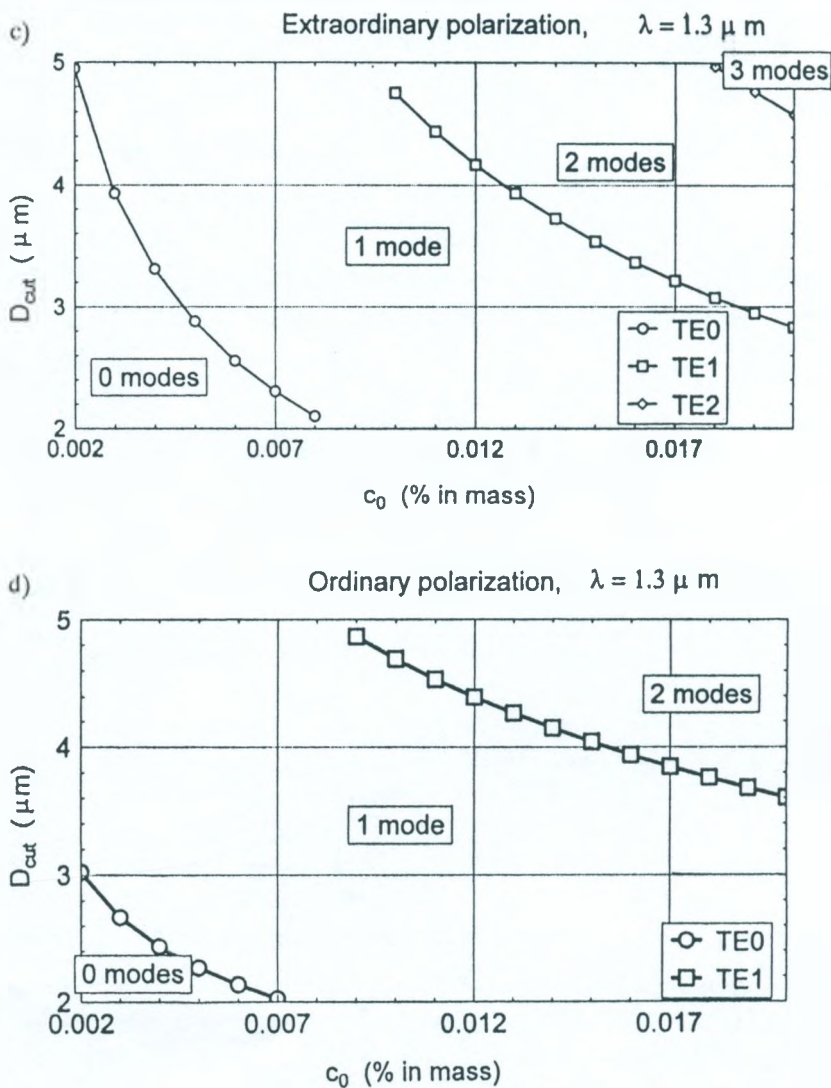 c) Extraordinary polarization, λ = 1.3 μ m
5
3 modes
2 modes
4
D_cut ( μ m )
1 mode
3
TE0
0 modes
TE1
TE2
2
0.002 0.007 0.012 0.017
c₀ (% in mass)
d) Ordinary polarization, λ = 1.3 μ m
5
2 modes
4
D_cut ( μm )
1 mode
3
TE0
0 modes
TE1
2
0.002 0.007 0.012 0.017
c₀ (% in mass)